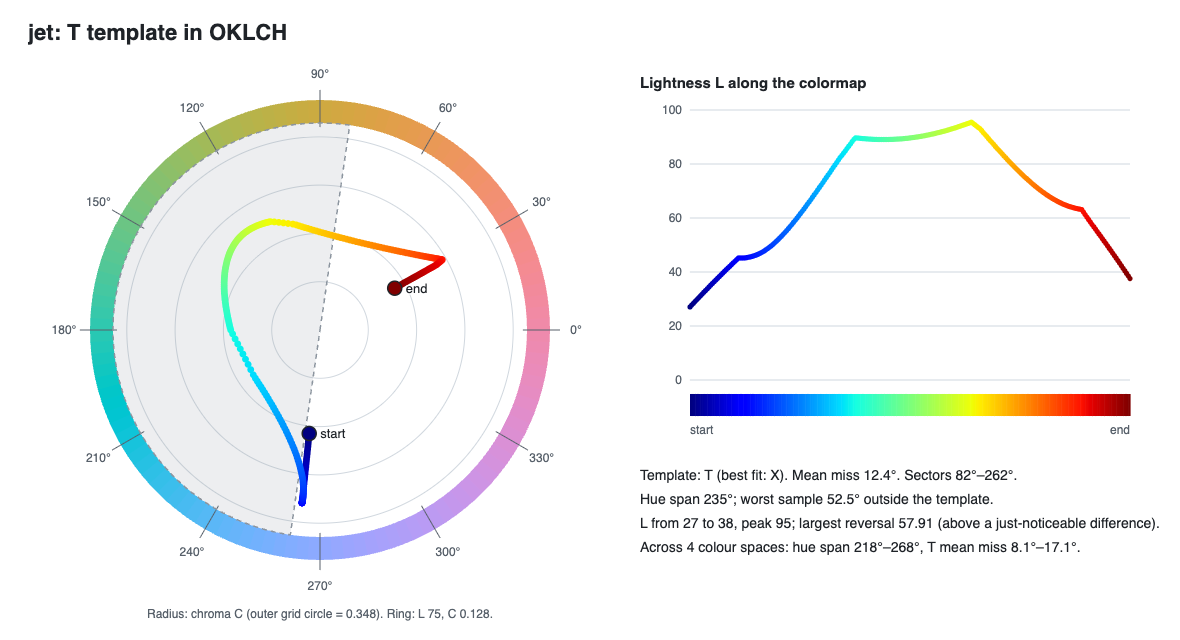 jet: T template in OKLCH
90°
120°
60°
150°
30°
180°
0°
210°
330°
240°
300°
270°
end
start
Radius: chroma C (outer grid circle = 0.348). Ring: L 75, C 0.128.
Lightness L along the colormap
100
80
60
40
20
0
start
end
Template: T (best fit: X). Mean miss 12.4°. Sectors 82°–262°.
Hue span 235°; worst sample 52.5° outside the template.
L from 27 to 38, peak 95; largest reversal 57.91 (above a just-noticeable difference).
Across 4 colour spaces: hue span 218°–268°, T mean miss 8.1°–17.1°.